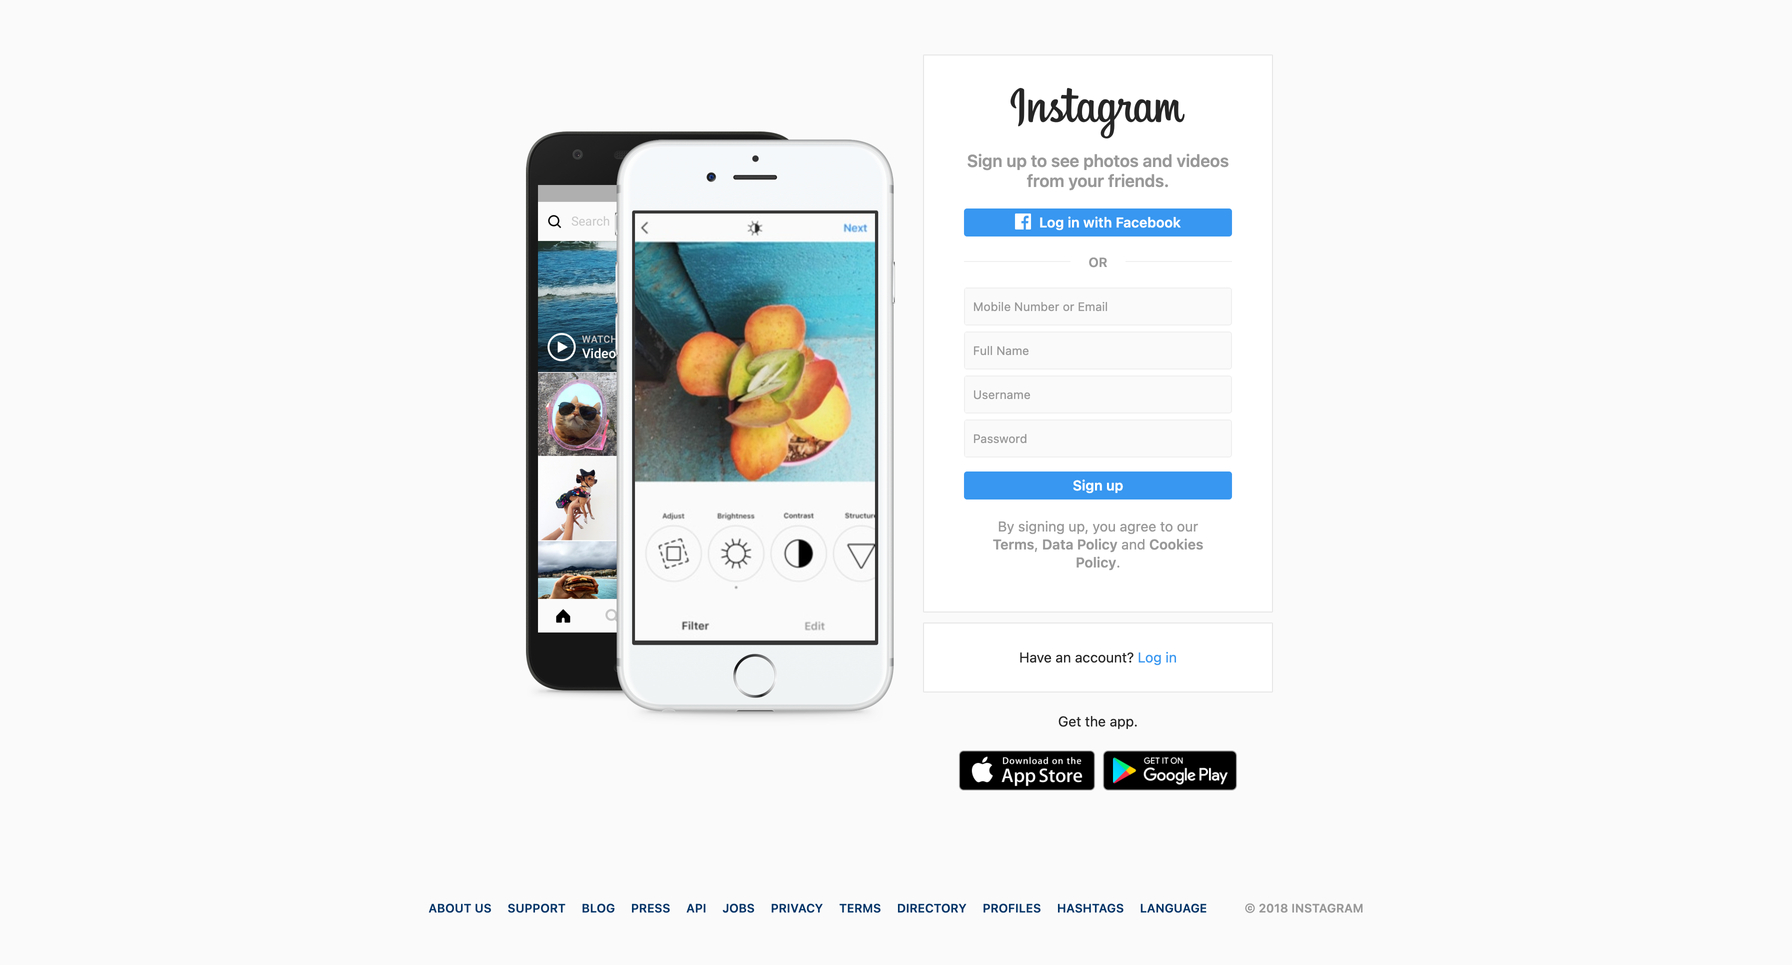 Search
WATCH
Video
Next
Adjust
Brightness
Contrast
Structure
Filter
Edit
Instagram
Sign up to see photos and videos
from your friends.
Log in with Facebook
OR
Mobile Number or Email
Full Name
Username
Password
Sign up
By signing up, you agree to our
Terms, Data Policy and Cookies
Policy.
Have an account? Log in
Get the app.
Download on the
App Store
GET IT ON
Google Play
ABOUT US SUPPORT BLOG PRESS API JOBS PRIVACY TERMS DIRECTORY PROFILES HASHTAGS LANGUAGE © 2018 INSTAGRAM